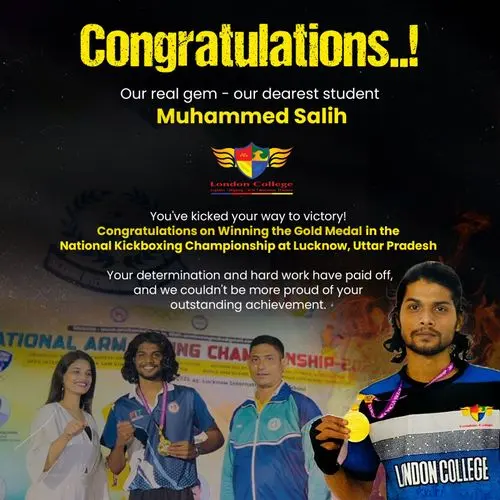 Congratulations..!
Our real gem - our dearest student
Muhammed Salih
London College
You've kicked your way to victory!
Congratulations on Winning the Gold Medal in the
National Kickboxing Championship at Lucknow, Uttar Pradesh
Your determination and hard work have paid off,
and we couldn't be more proud of your
outstanding achievement.
London College
LNDON COLLEGE